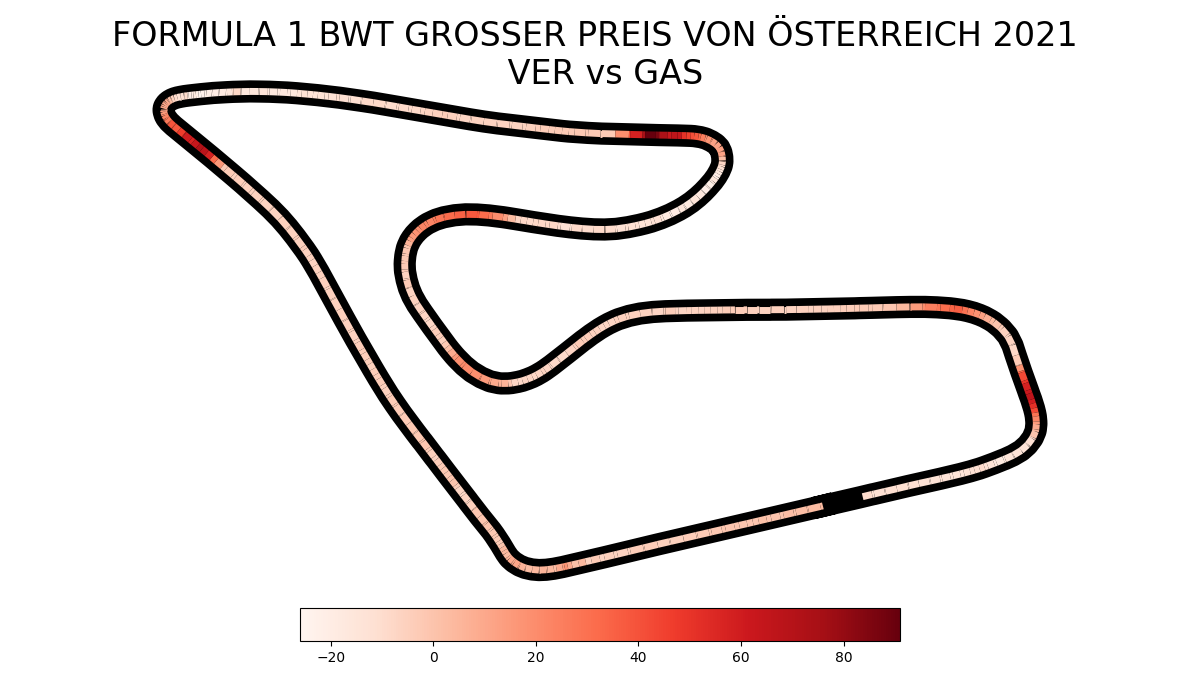 FORMULA 1 BWT GROSSER PREIS VON ÖSTERREICH 2021
VER vs GAS
−20 0 20 40 60 80